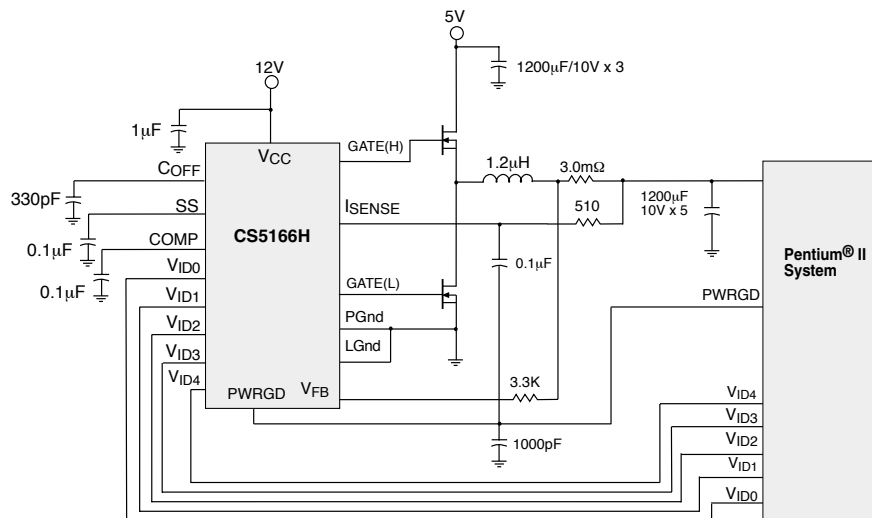 5V
1200µF/10V x 3
12V
1µF
VCC
GATE(H)
COFF
1.2µH
3.0mΩ
330pF
SS
ISENSE
510
1200µF
10V x 5
CS5166H
COMP
0.1µF
VID0
0.1µF
Pentium® II
System
0.1µF
VID1
GATE(L)
PWRGD
VID2
PGnd
VID3
LGnd
VID4
PWRGD
VFB
3.3K
1000pF
VID4
VID3
VID2
VID1
VID0